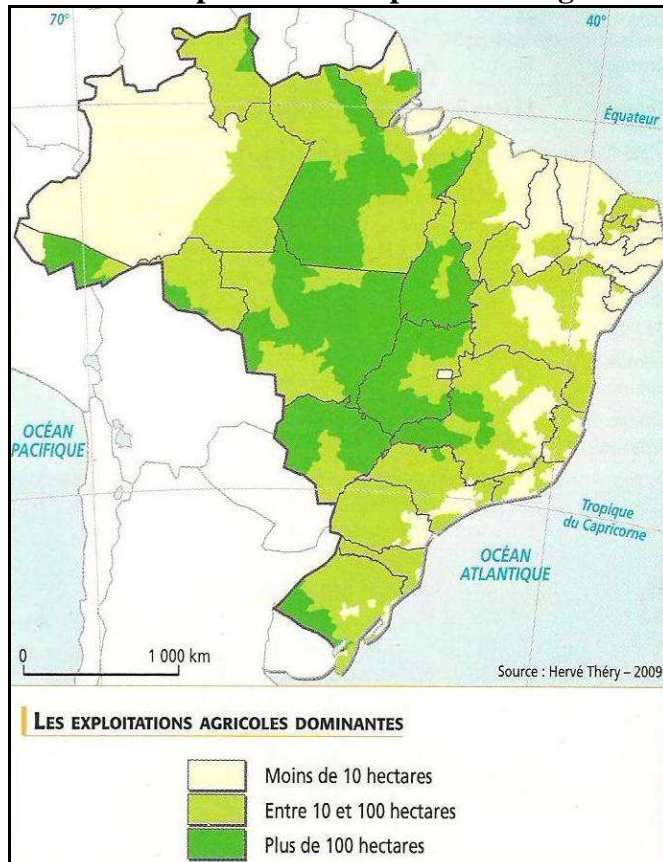 70°
40°
Équateur
OCÉAN
PACIFIQUE
Tropique
du Capricorne
OCÉAN
ATLANTIQUE
0 1 000 km
Source : Hervé Théry – 2009
LES EXPLOITATIONS AGRICOLES DOMINANTES
Moins de 10 hectares
Entre 10 et 100 hectares
Plus de 100 hectares